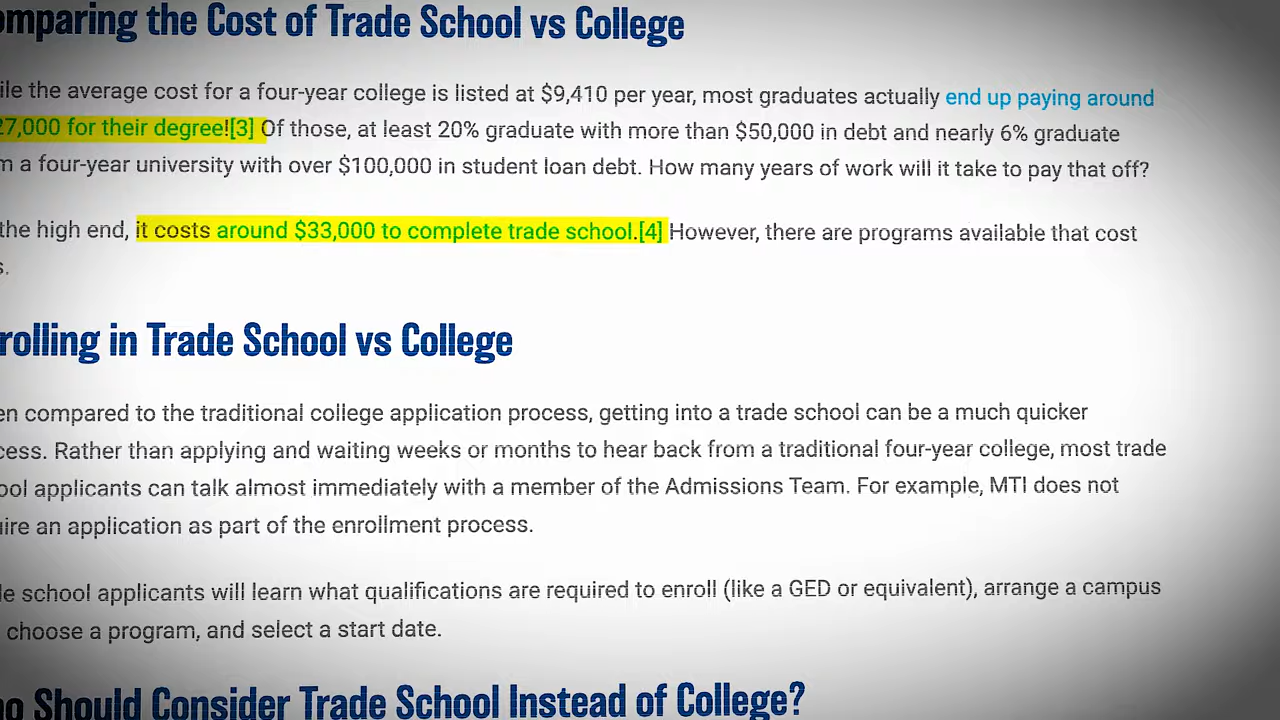 omparing the Cost of Trade School vs College
ile the average cost for a four-year college is listed at $9,410 per year, most graduates actually end up paying around
27,000 for their degree![3] Of those, at least 20% graduate with more than $50,000 in debt and nearly 6% graduate
m a four-year university with over $100,000 in student loan debt. How many years of work will it take to pay that off?
the high end, it costs around $33,000 to complete trade school.[4] However, there are programs available that cost
s.
rolling in Trade School vs College
en compared to the traditional college application process, getting into a trade school can be a much quicker
cess. Rather than applying and waiting weeks or months to hear back from a traditional four-year college, most trade
ool applicants can talk almost immediately with a member of the Admissions Team. For example, MTI does not
uire an application as part of the enrollment process.
le school applicants will learn what qualifications are required to enroll (like a GED or equivalent), arrange a campus
choose a program, and select a start date.
o Should Consider Trade School Instead of College?